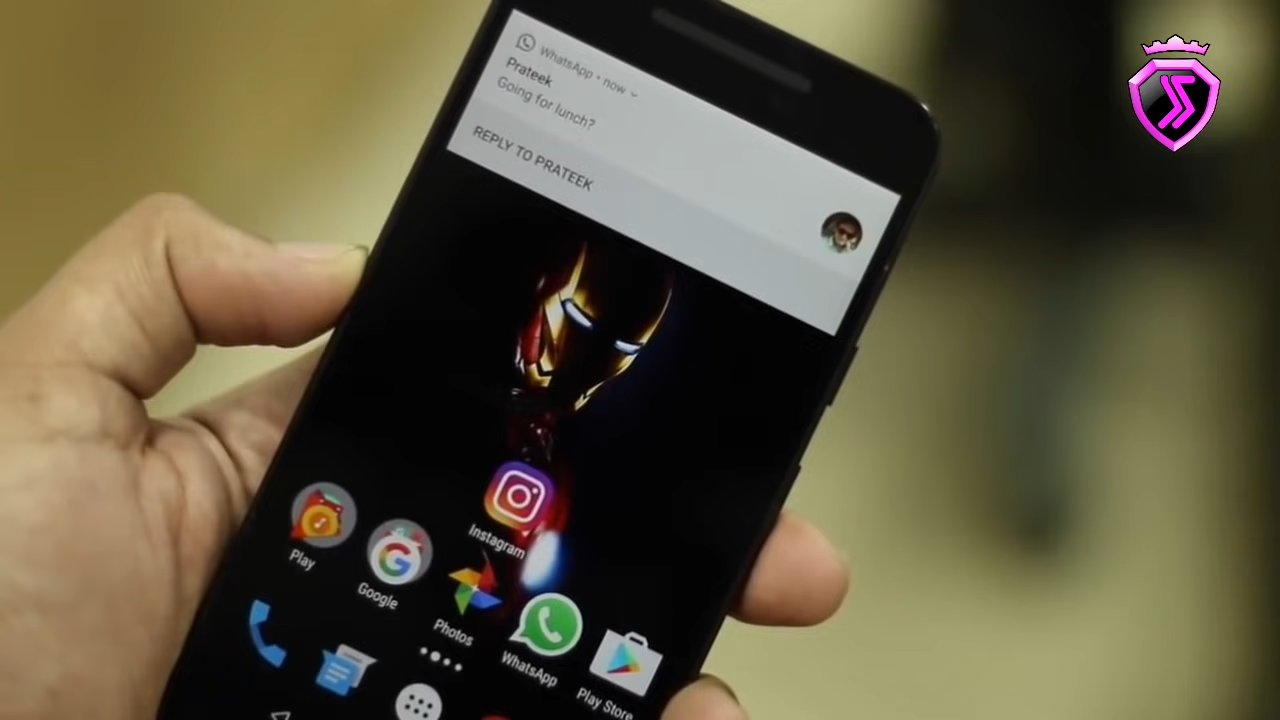 WhatsApp • now
Prateek
Going for lunch?
REPLY TO PRATEEK
Instagram
Play
Google
Photos
WhatsApp
Play Store